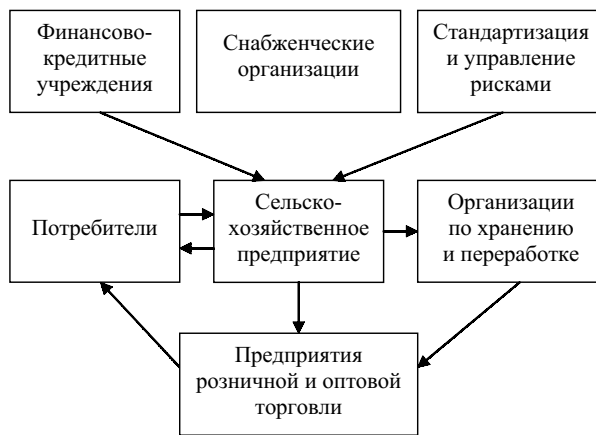 Финансово-
кредитные
учреждения
Снабженческие
организации
Стандартизация
и управление
рисками
Потребители
Сельско-
хозяйственное
предприятие
Организации
по хранению
и переработке
Предприятия
розничной и оптовой
торговли